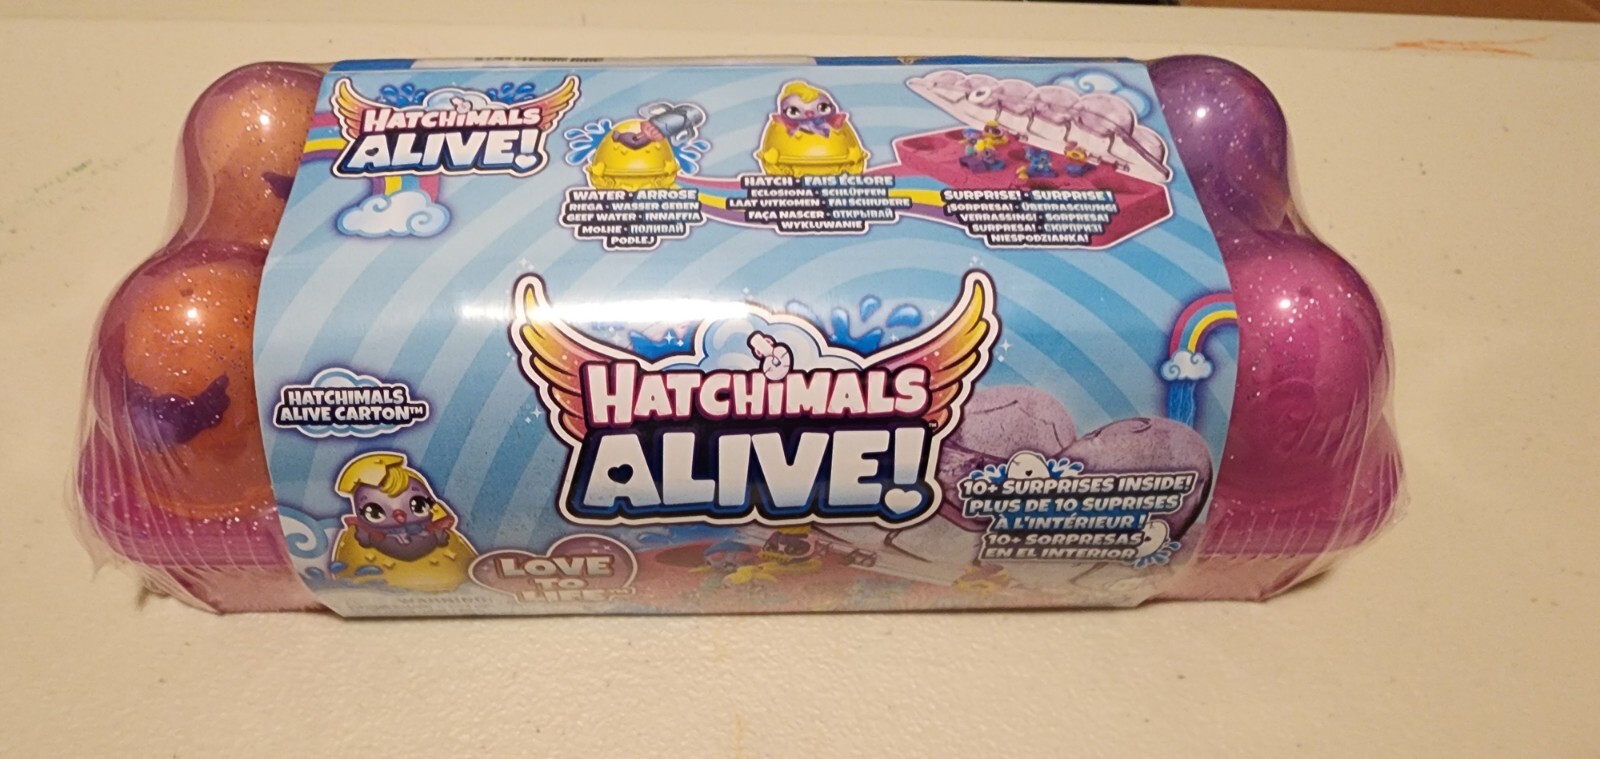 HATCHIMALS
ALIVE!
WATER • ARROSE
RIEGA • WASSER GEBEN
GEEF WATER • INNAFFIA
MOLHE • ПОЛИВАЙ
PODLEJ
HATCH • FAIS ÉCLORE
ECLOSIONA • SCHLÜPFEN
LAAT UITKOMEN • FAI SCHIUDERE
FAÇA NASCER • ОТКРЫВАЙ
WYKLUWANIE
SURPRISE! • SURPRISE !
¡SORPRESA! • ÜBERRASCHUNG!
VERRASSING! • SORPRESA!
SURPRESA! • СЮРПРИЗ!
NIESPODZIANKA!
HATCHIMALS
ALIVE!
HATCHIMALS
ALIVE CARTON™
10+ SURPRISES INSIDE!
PLUS DE 10 SUPRISES
À L'INTÉRIEUR !
10+ SORPRESAS
EN EL INTERIOR
LOVE
TO
LIFE™
WARNING: